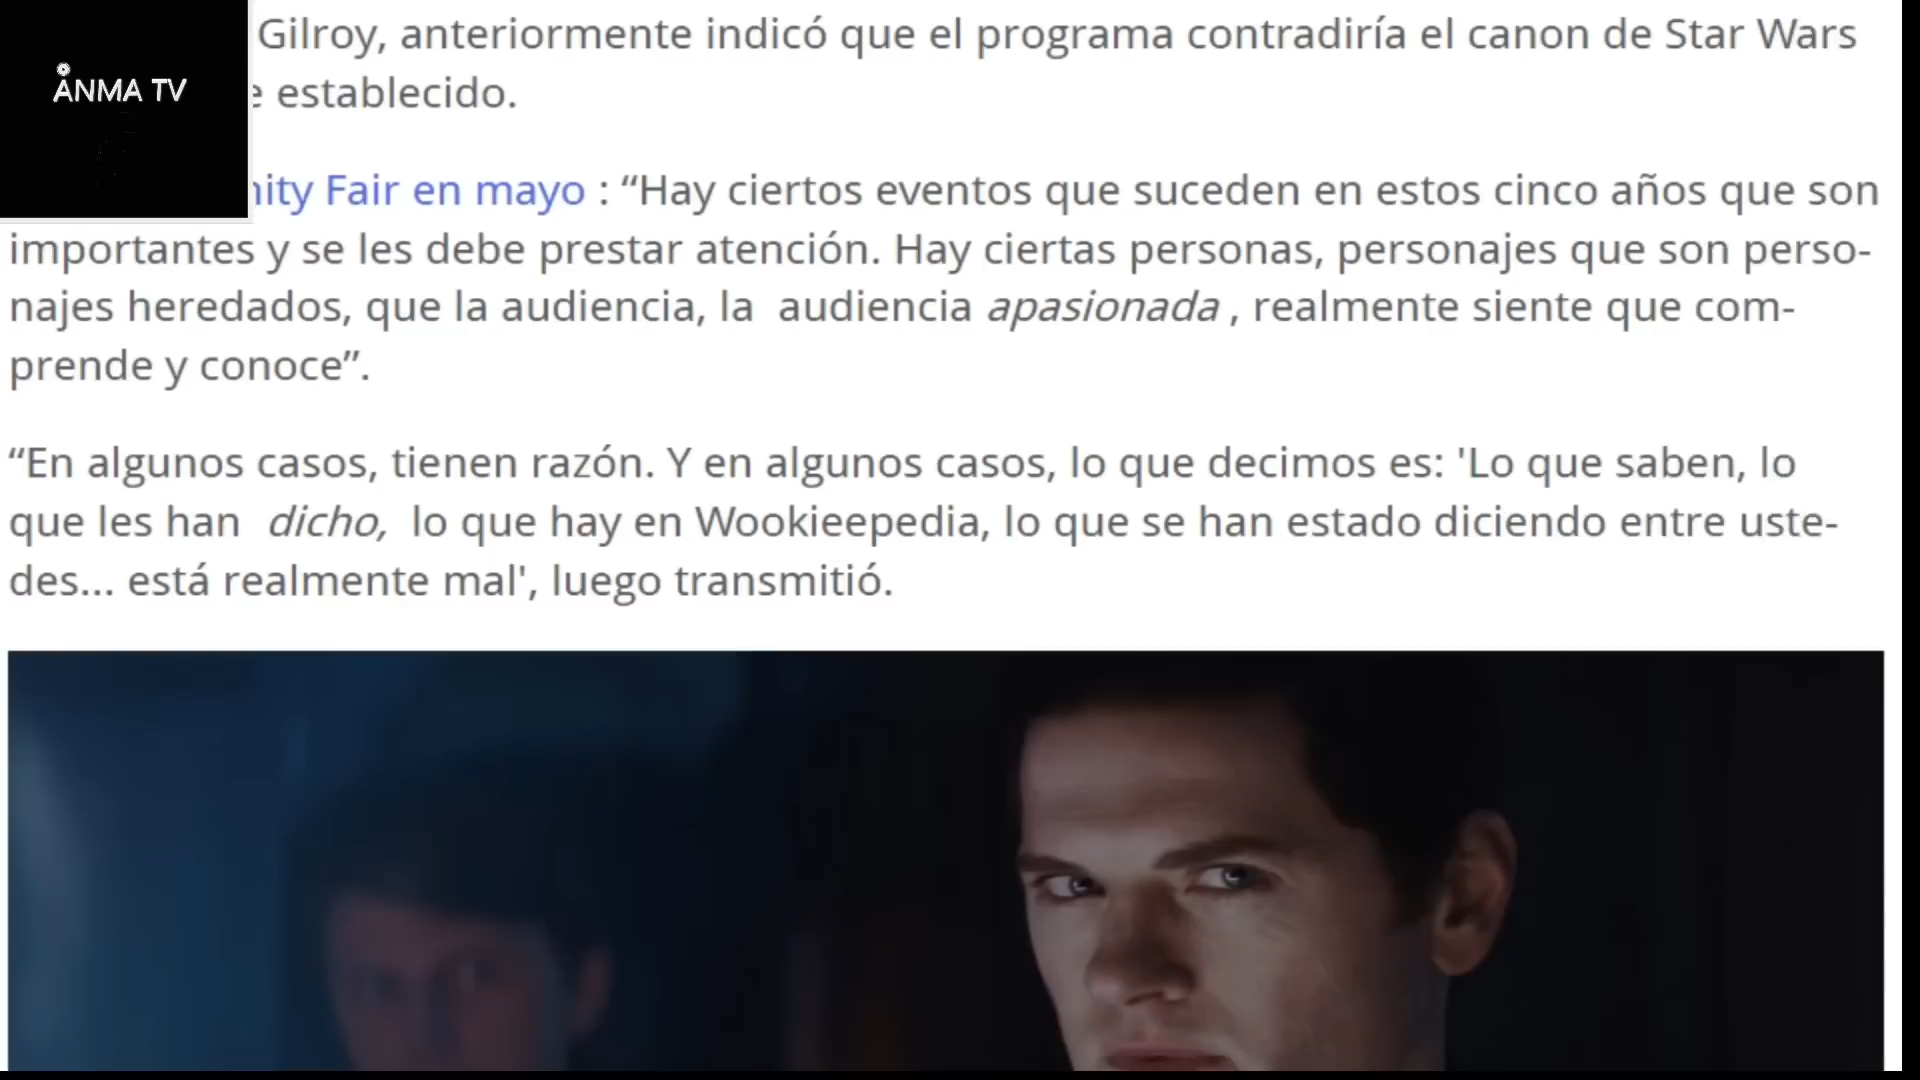 ANMA TV
Gilroy, anteriormente indicó que el programa contradiría el canon de Star Wars
establecido.
Fair en mayo : “Hay ciertos eventos que suceden en estos cinco años que son
importantes y se les debe prestar atención. Hay ciertas personas, personajes que son perso-
najes heredados, que la audiencia, la audiencia apasionada , realmente siente que com-
prende y conoce”.
“En algunos casos, tienen razón. Y en algunos casos, lo que decimos es: 'Lo que saben, lo
que les han dicho, lo que hay en Wookieepedia, lo que se han estado diciendo entre uste-
des... está realmente mal', luego transmitió.